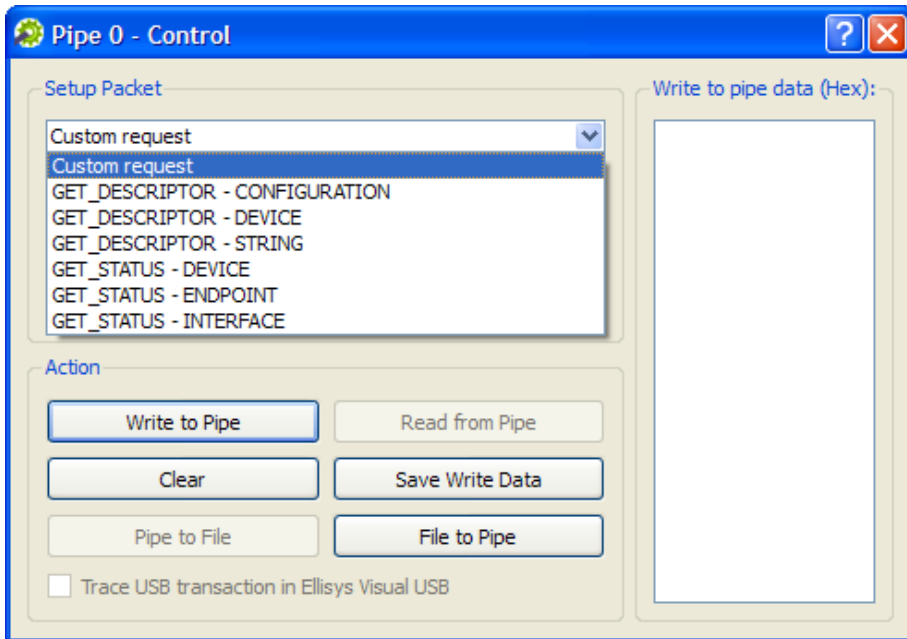 Pipe 0 - Control
?
Setup Packet
Custom request
Custom request
GET_DESCRIPTOR - CONFIGURATION
GET_DESCRIPTOR - DEVICE
GET_DESCRIPTOR - STRING
GET_STATUS - DEVICE
GET_STATUS - ENDPOINT
GET_STATUS - INTERFACE
Action
Write to Pipe
Read from Pipe
Clear
Save Write Data
Pipe to File
File to Pipe
Trace USB transaction in Ellisys Visual USB
Write to pipe data (Hex):